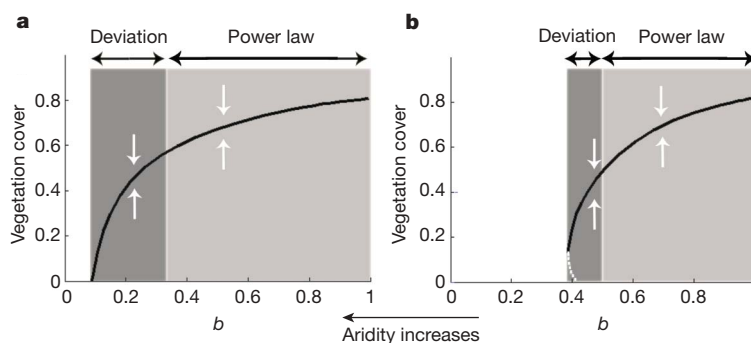 a
Deviation Power law
Vegetation cover
0.8
0.6
0.4
0.2
0
0 0.2 0.4 0.6 0.8 1
b
b
Deviation Power law
Vegetation cover
0.8
0.6
0.4
0.2
0
0 0.2 0.4 0.6 0.8
b
Aridity increases